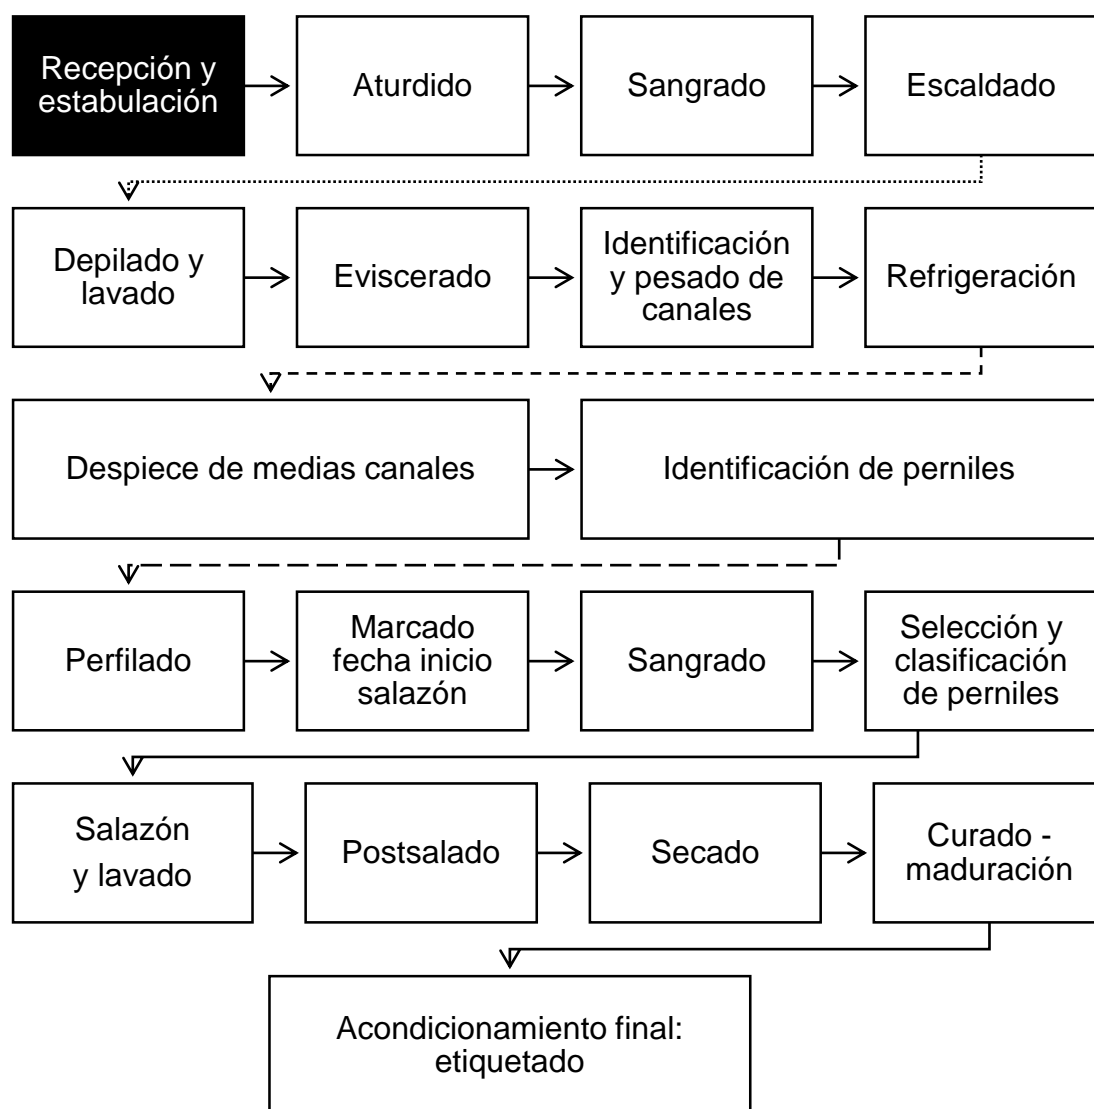 Recepción y
estabulación
Aturdido
Sangrado
Escaldado
Depilado y
lavado
Eviscerado
Identificación
y pesado de
canales
Refrigeración
Despiece de medias canales
Identificación de perniles
Perfilado
Marcado
fecha inicio
salazón
Sangrado
Selección y
clasificación
de perniles
Salazón
y lavado
Postsalado
Secado
Curado -
maduración
Acondicionamiento final:
etiquetado